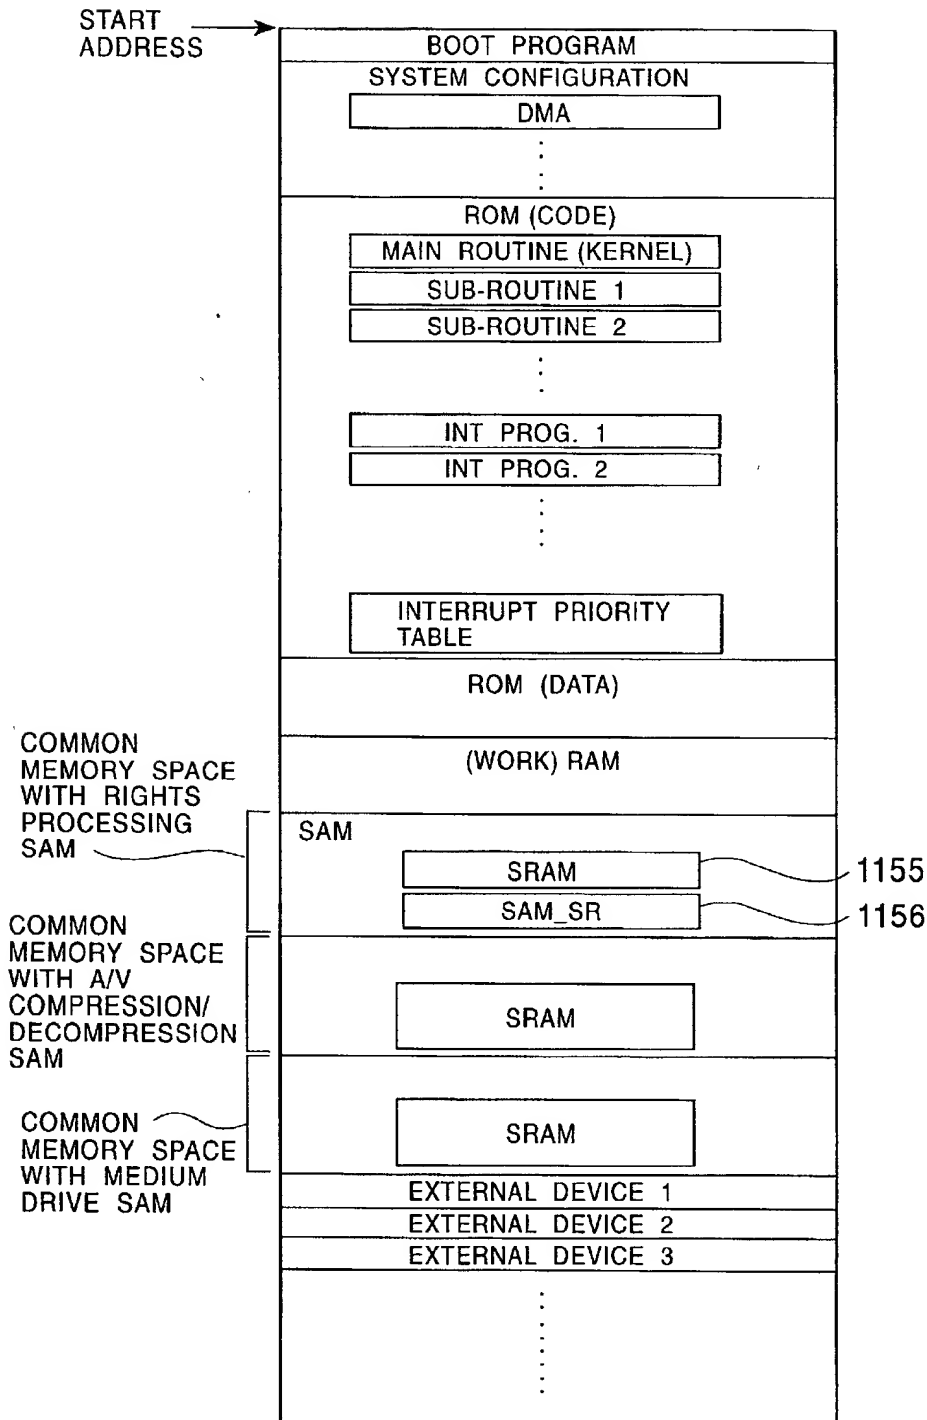 START
ADDRESS
BOOT PROGRAM
SYSTEM CONFIGURATION
DMA
ROM (CODE)
MAIN ROUTINE (KERNEL)
SUB-ROUTINE 1
SUB-ROUTINE 2
INT PROG. 1
INT PROG. 2
INTERRUPT PRIORITY
TABLE
ROM (DATA)
(WORK) RAM
COMMON
MEMORY SPACE
WITH RIGHTS
PROCESSING
SAM
SAM
SRAM
1155
SAM_SR
1156
COMMON
MEMORY SPACE
WITH A/V
COMPRESSION/
DECOMPRESSION
SAM
SRAM
COMMON
MEMORY SPACE
WITH MEDIUM
DRIVE SAM
SRAM
EXTERNAL DEVICE 1
EXTERNAL DEVICE 2
EXTERNAL DEVICE 3